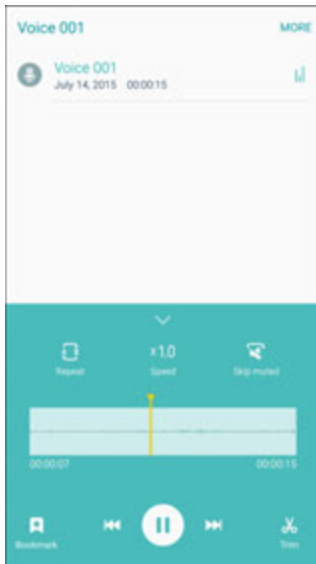 Voice 001 MORE
Voice 001
July 14, 2015 00:00:15
Repeat ×1.0 Speed Skip muted
00:00:07 00:00:15
Bookmark Trim